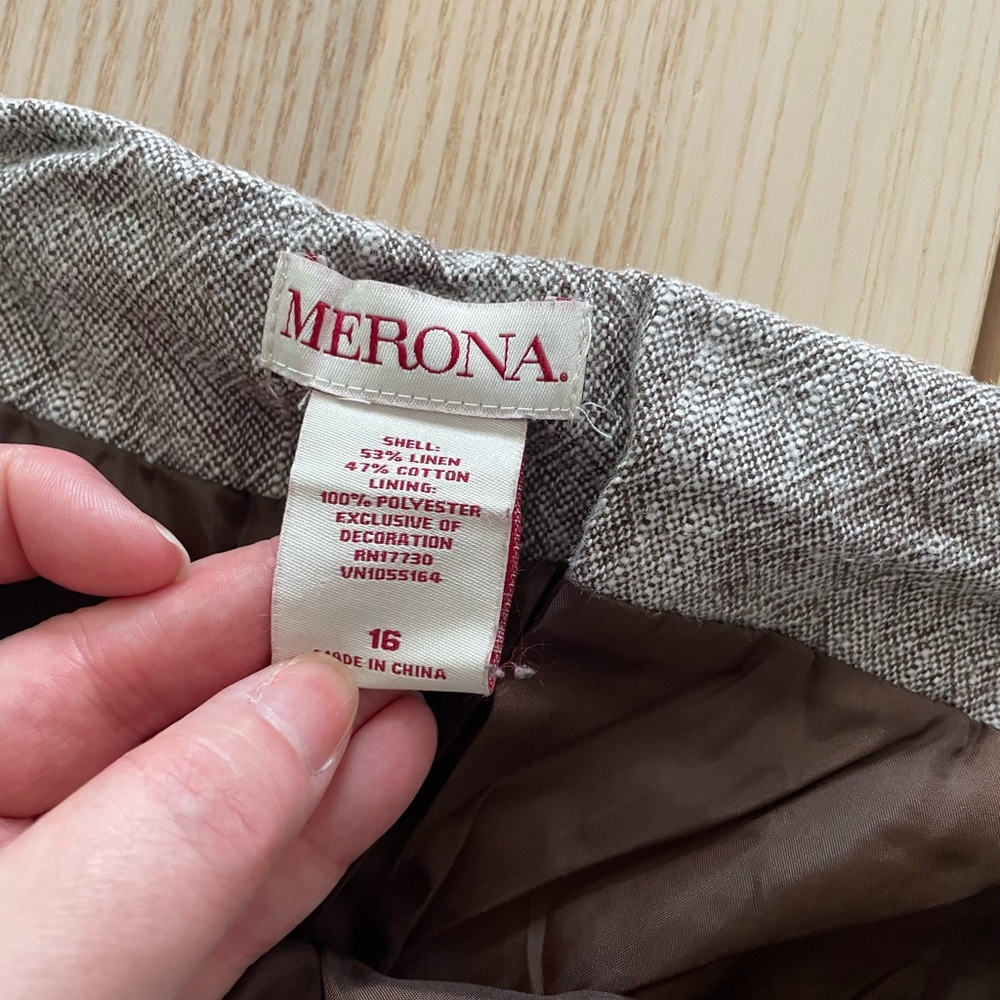 MERONA®
SHELL:
53% LINEN
47% COTTON
LINING:
100% POLYESTER
EXCLUSIVE OF
DECORATION
RN17730
VN1055164
16
MADE IN CHINA